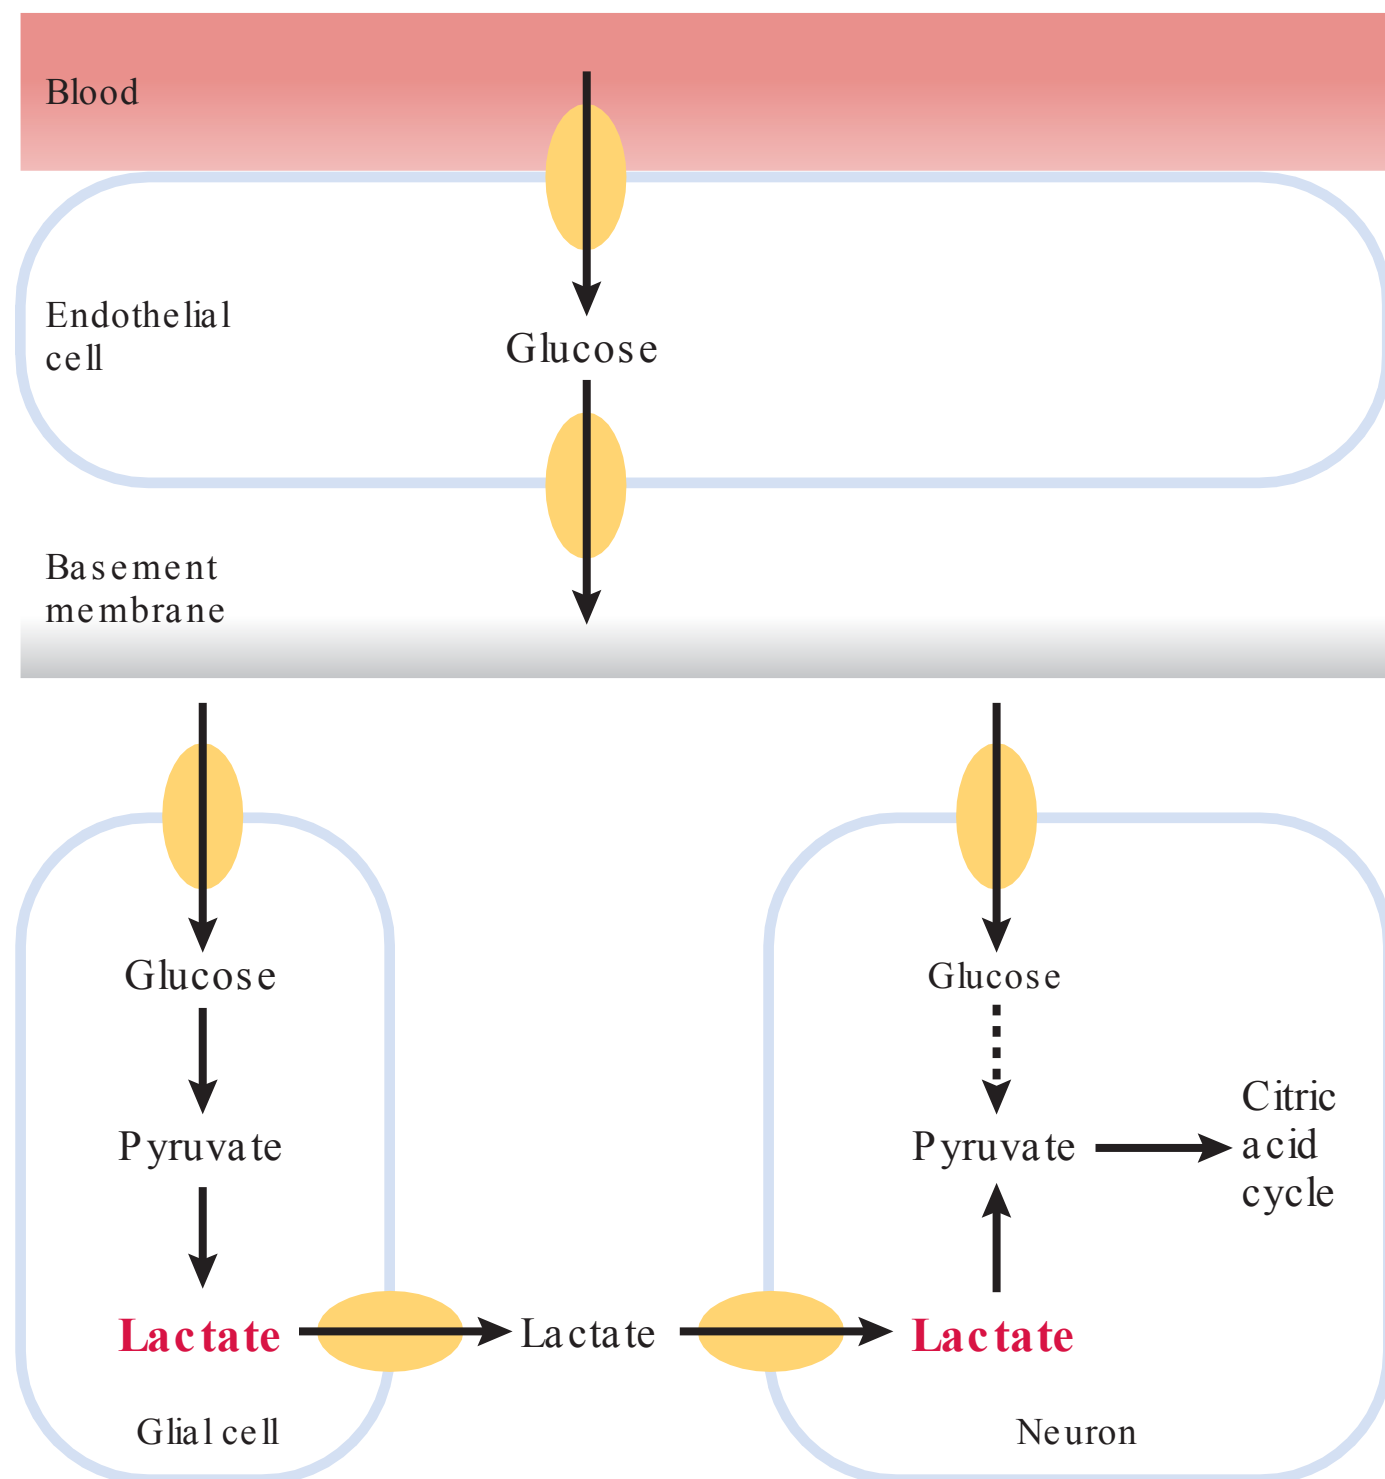 Blood
Endothelial
cell
Glucose
Basement
membrane
Glucose
Glucose
Pyruvate
Pyruvate
Citric
acid
cycle
Lactate
Lactate
Lactate
Glial cell
Neuron